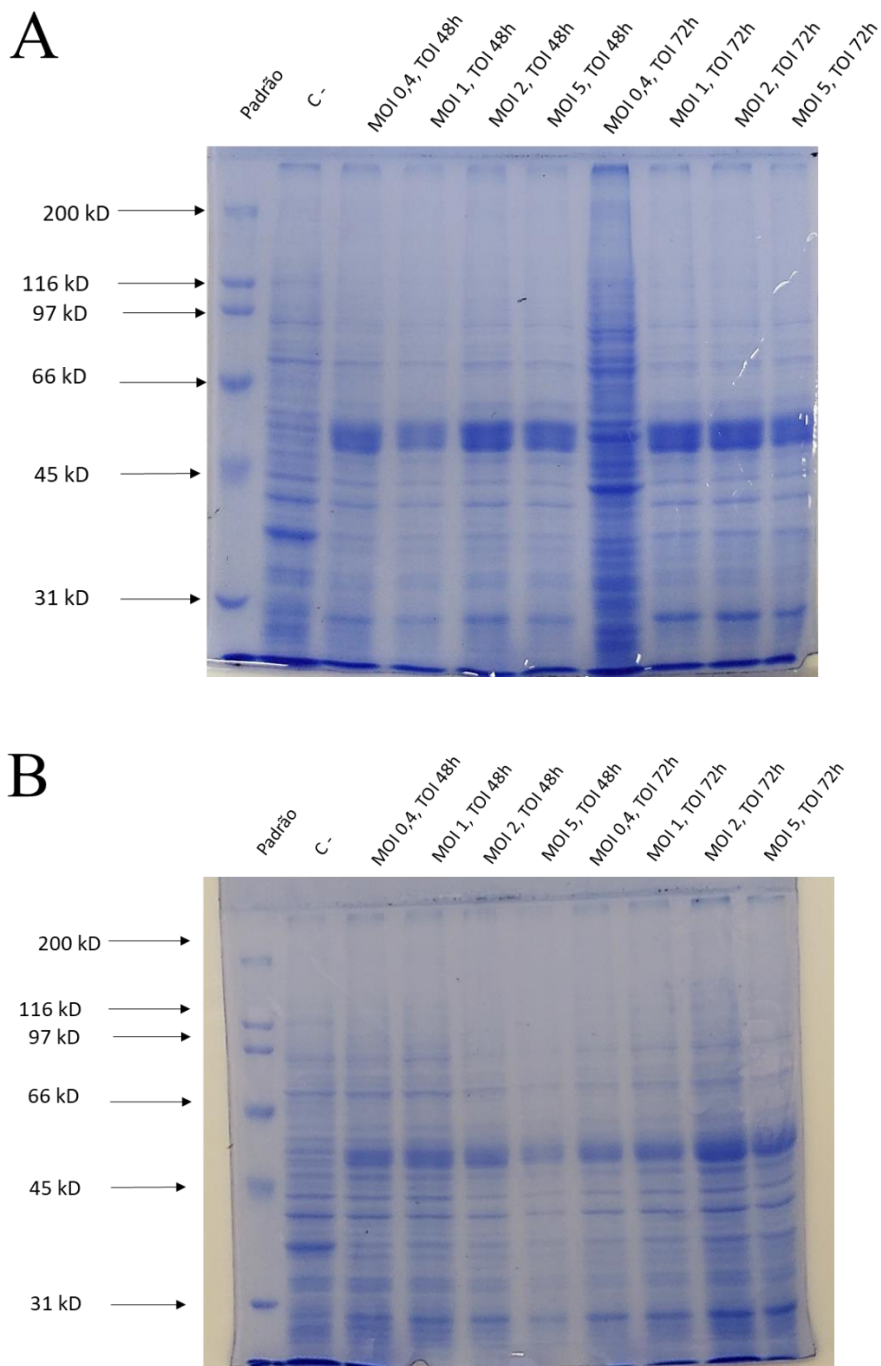 A
Padrão
C -
MOI 0,4, TOI 48h
MOI 1, TOI 48h
MOI 2, TOI 48h
MOI 5, TOI 48h
MOI 0,4, TOI 72h
MOI 1, TOI 72h
MOI 2, TOI 72h
MOI 5, TOI 72h
200 kD
116 kD
97 kD
66 kD
45 kD
31 kD
B
Padrão
C -
MOI 0,4, TOI 48h
MOI 1, TOI 48h
MOI 2, TOI 48h
MOI 5, TOI 48h
MOI 0,4, TOI 72h
MOI 1, TOI 72h
MOI 2, TOI 72h
MOI 5, TOI 72h
200 kD
116 kD
97 kD
66 kD
45 kD
31 kD